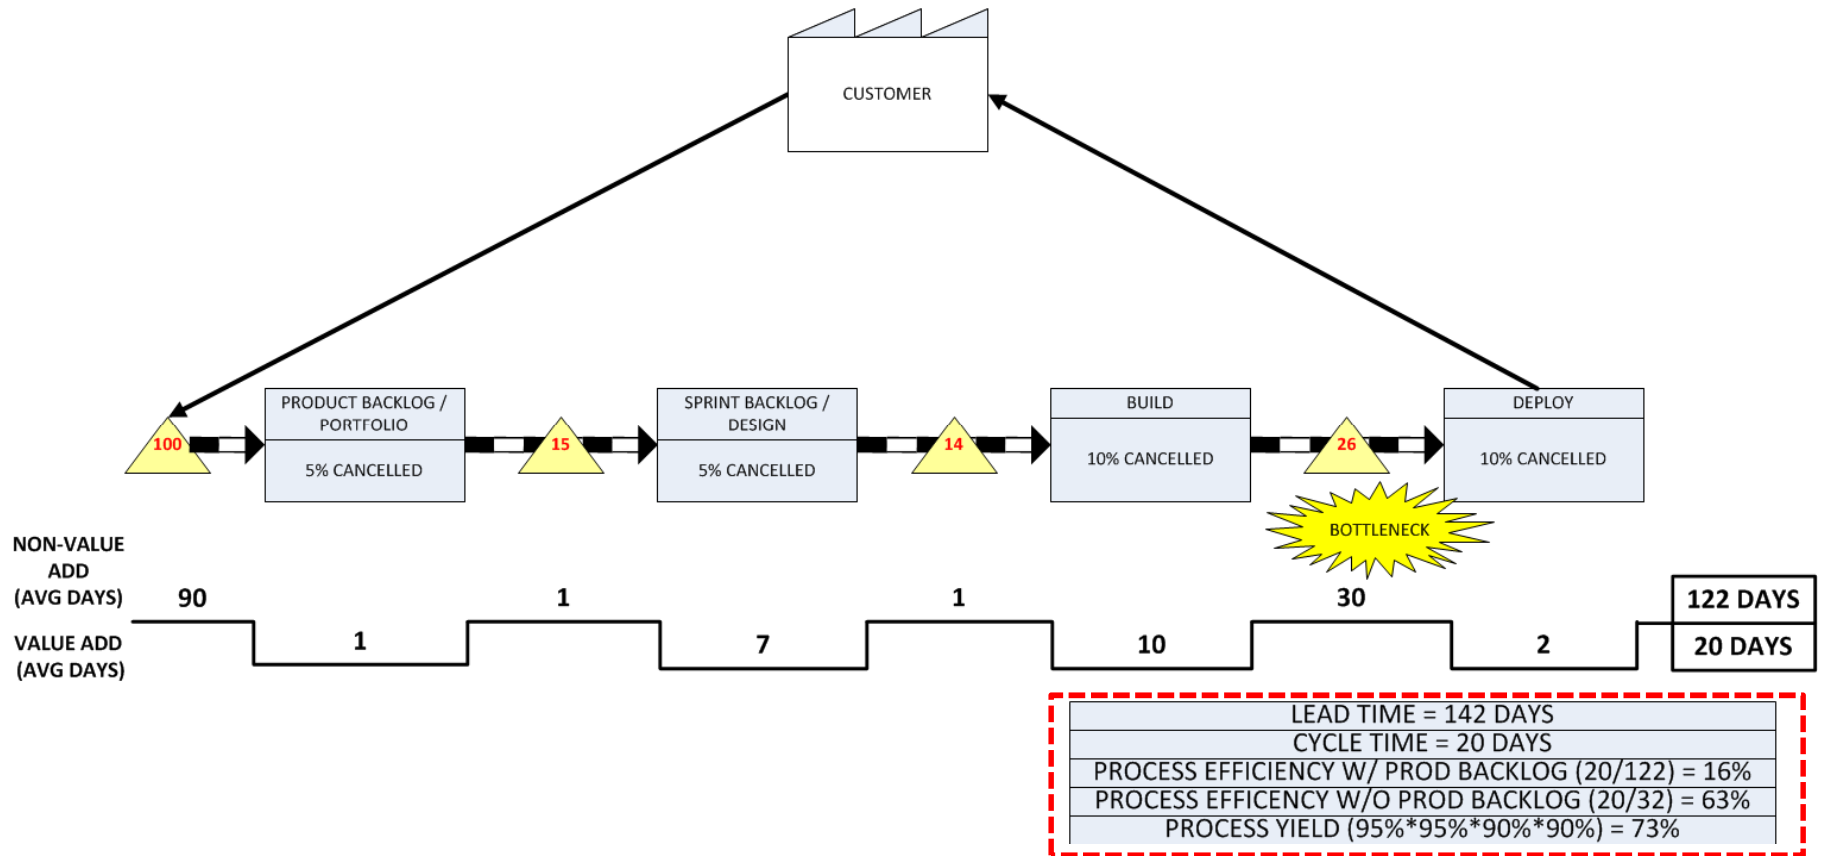 CUSTOMER
PRODUCT BACKLOG /
PORTFOLIO
SPRINT BACKLOG /
DESIGN
BUILD
DEPLOY
100
15
14
26
5% CANCELLED
5% CANCELLED
10% CANCELLED
10% CANCELLED
BOTTLENECK
NON-VALUE
ADD
(AVG DAYS)
90
1
1
30
122 DAYS
VALUE ADD
(AVG DAYS)
1
7
10
2
20 DAYS
LEAD TIME = 142 DAYS
CYCLE TIME = 20 DAYS
PROCESS EFFICIENCY W/ PROD BACKLOG (20/122) = 16%
PROCESS EFFICENCY W/O PROD BACKLOG (20/32) = 63%
PROCESS YIELD (95%*95%*90%*90%) = 73%